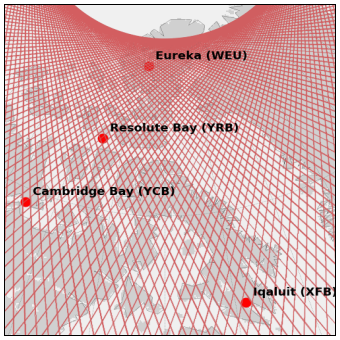 Eureka (WEU)
Resolute Bay (YRB)
Cambridge Bay (YCB)
Iqaluit (XFB)